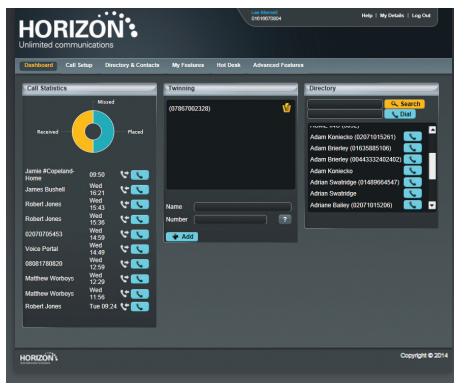 HORIZON
Unlimited communications
01619670804
Help | My Details | Log Out
Dashboard Call Setup Directory & Contacts My Features Hot Desk Advanced Features
Call Statistics
Missed
Received
Placed
Jamie #Copeland-Home 09:50
James Bushell Wed 16:21
Robert Jones Wed 15:43
Robert Jones Wed 15:36
02070705453 Wed 14:59
Voice Portal Wed 14:49
08081780820 Wed 12:59
Matthew Worboys Wed 12:29
Matthew Worboys Wed 11:56
Robert Jones Tue 09:24
Twinning
(07867002328)
Name
Number ?
Add
Directory
Search
Dial
Adam Koniecko (02071015261)
Adam Brierley (01635885106)
Adam Brierley (00443332402402)
Adam Koniecko
Adrian Swatridge (01489664547)
Adrian Swatridge
Adriane Bailey (02071015206)
HORIZON
Copyright © 2014